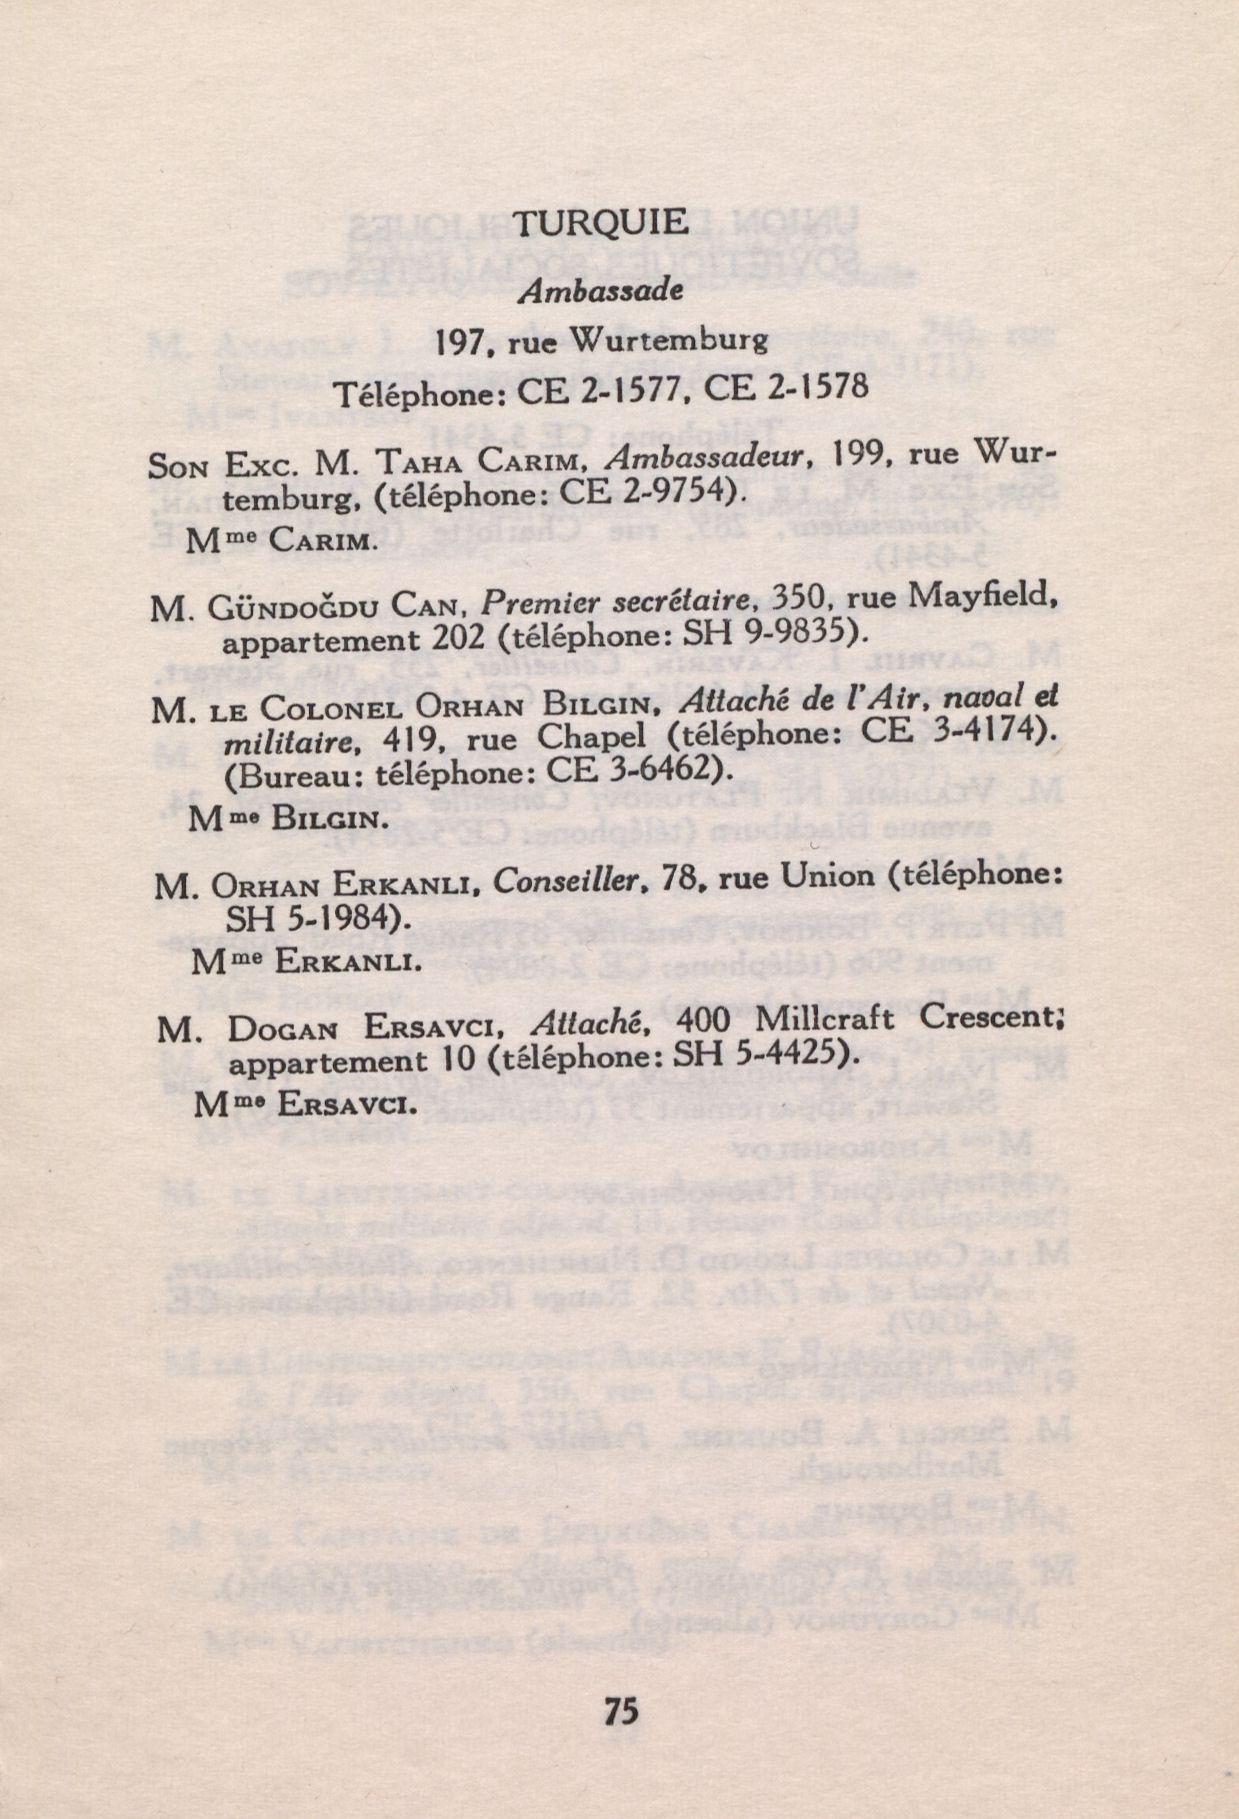 TURQUIE
Ambassade
197, rue Wurtemburg
Téléphone: CE 2-1577, CE 2-1578
SON EXC. M. TAHA CARIM, Ambassadeur, 199, rue Wur-
temburg, (téléphone: CE 2-9754).
Mme CARIM.
M. GÜNDOǦDU CAN, Premier secrétaire, 350, rue Mayfield,
appartement 202 (téléphone: SH 9-9835).
M. LE COLONEL ORHAN BILGIN, Attaché de l'Air, naval et
militaire, 419, rue Chapel (téléphone: CE 3-4174).
(Bureau: téléphone: CE 3-6462).
Mme BILGIN.
M. ORHAN ERKANLI, Conseiller, 78, rue Union (téléphone:
SH 5-1984).
Mme ERKANLI.
M. DOGAN ERSAVCI, Attaché, 400 Millcraft Crescent;
appartement 10 (téléphone: SH 5-4425).
Mme ERSAVCI.
75